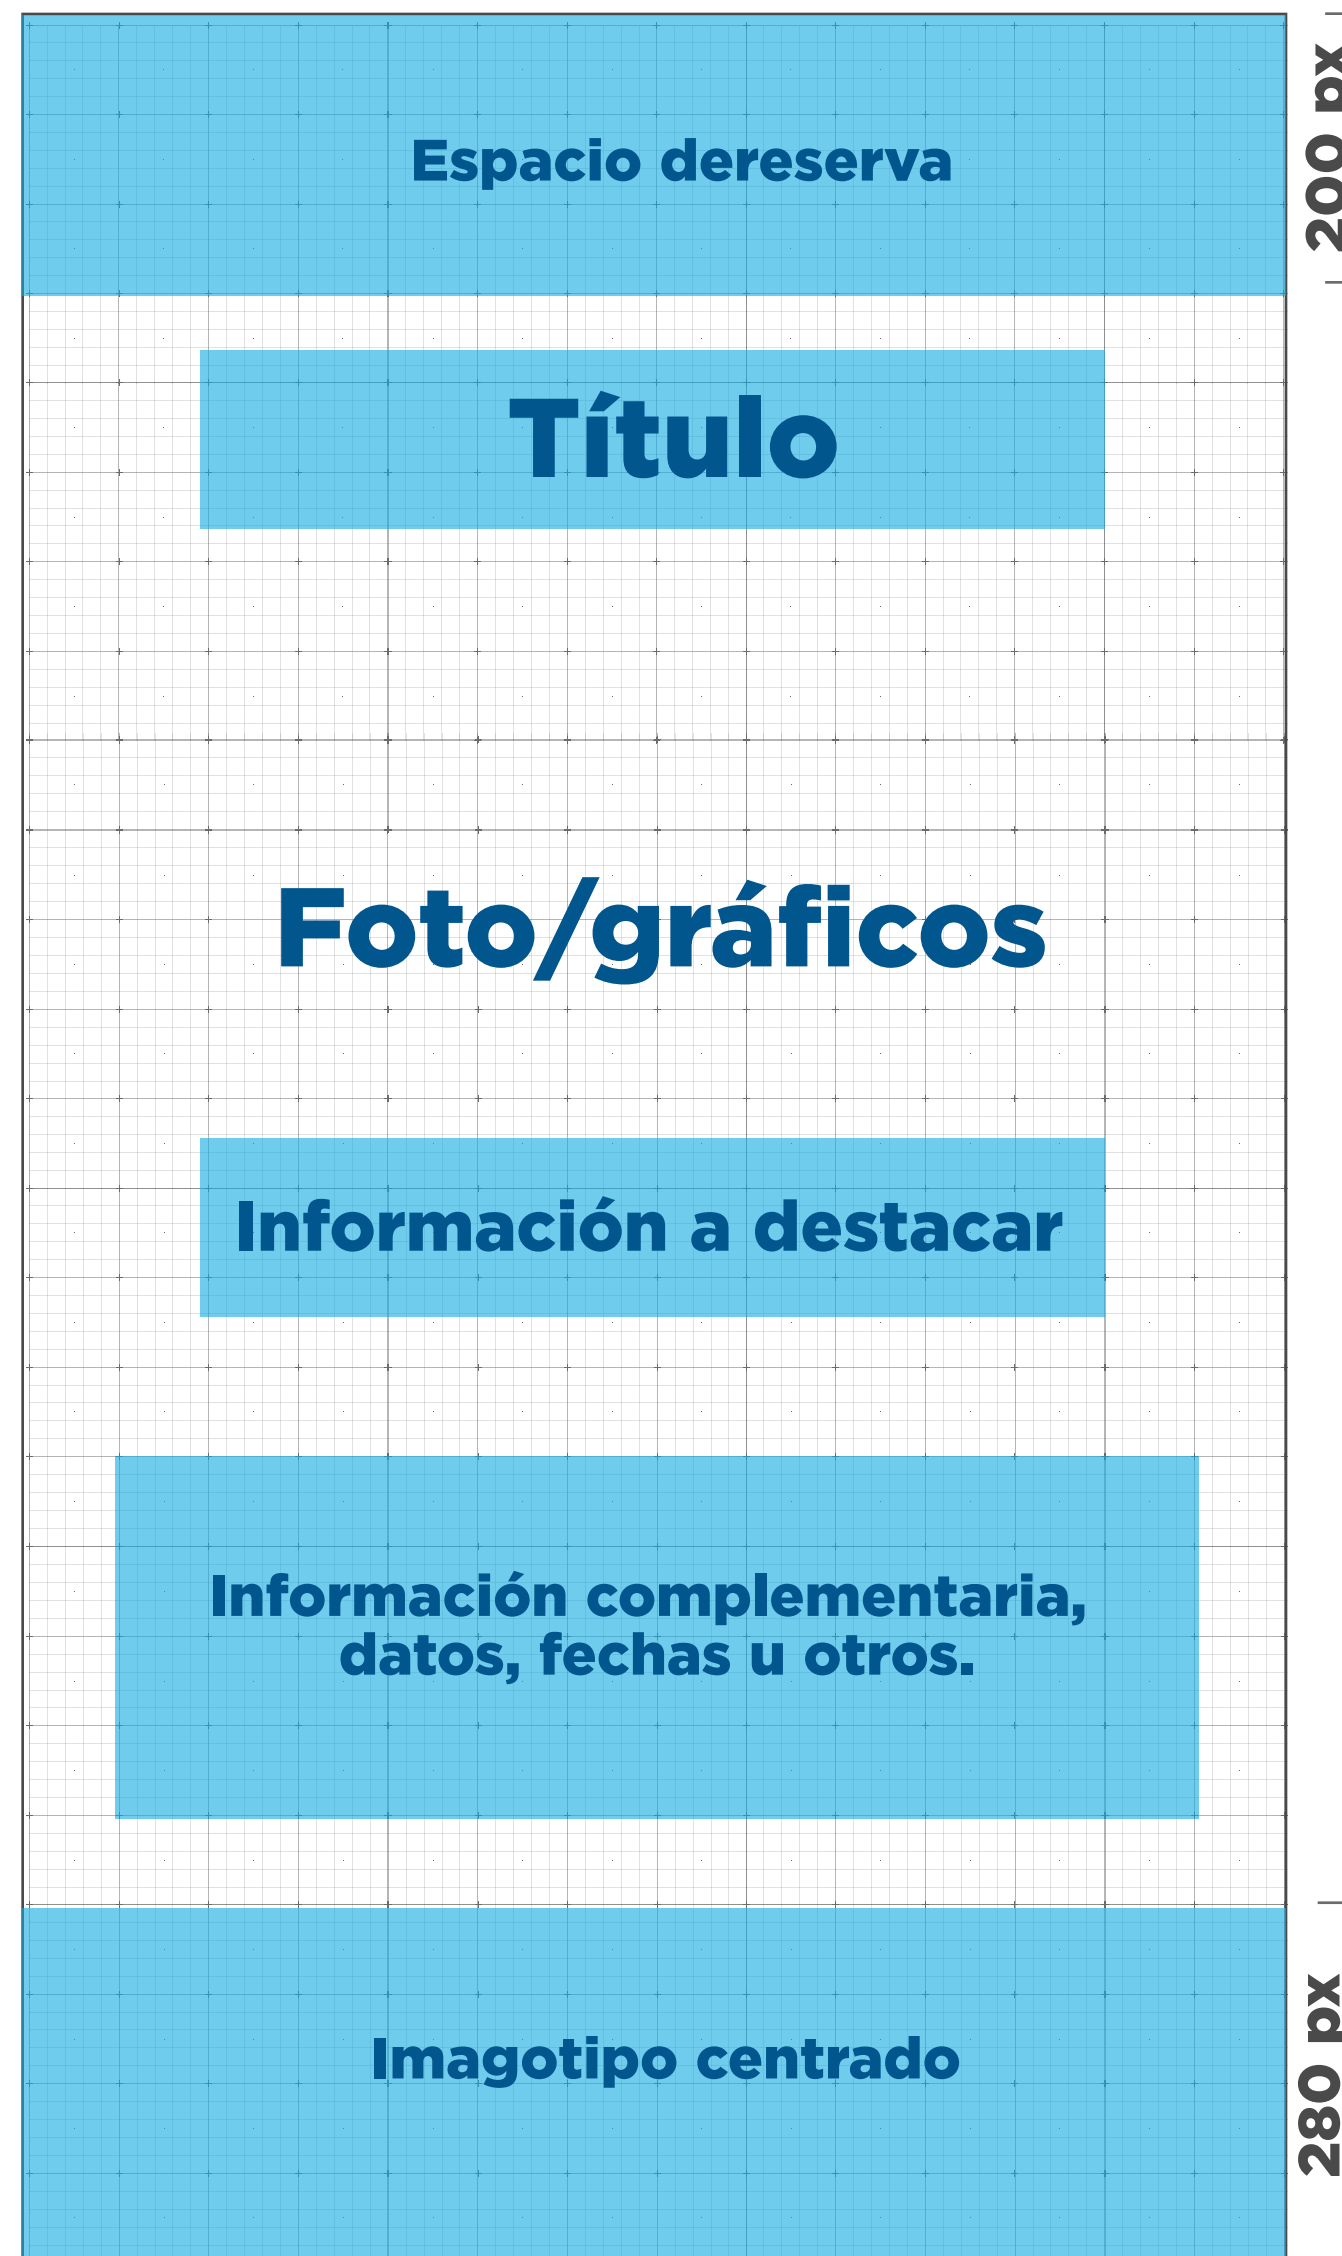 Espacio dereserva
200 px
Título
Foto/gráficos
Información a destacar
Información complementaria,
datos, fechas u otros.
Imagotipo centrado
280 px